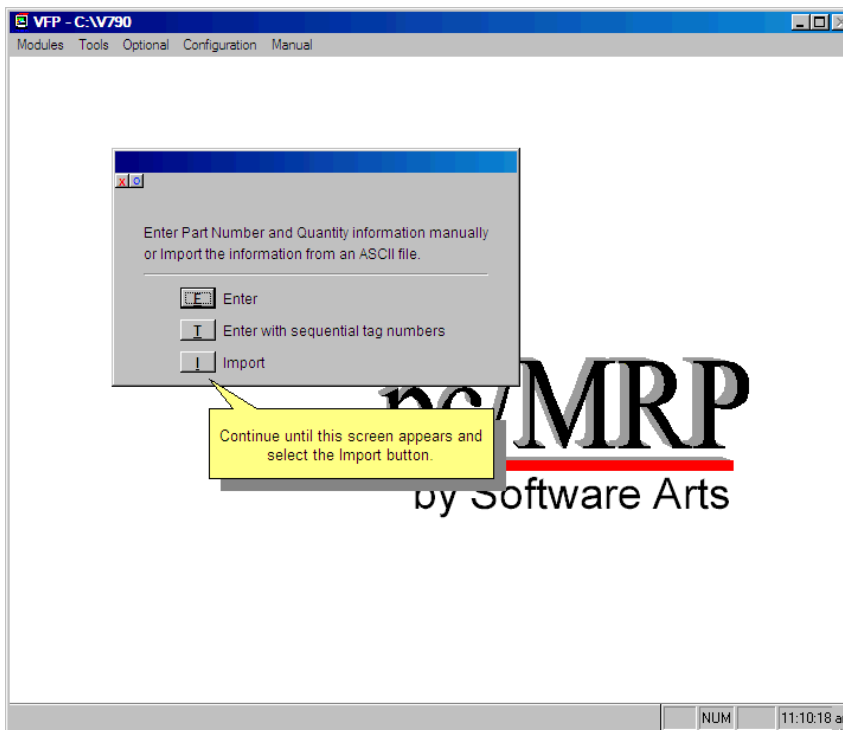 VFP - C:\V790
Modules Tools Optional Configuration Manual
x o
Enter Part Number and Quantity information manually
or Import the information from an ASCII file.
E Enter
T Enter with sequential tag numbers
I Import
Continue until this screen appears and
select the Import button.
pc/MRP
by Software Arts
NUM 11:10:18 a